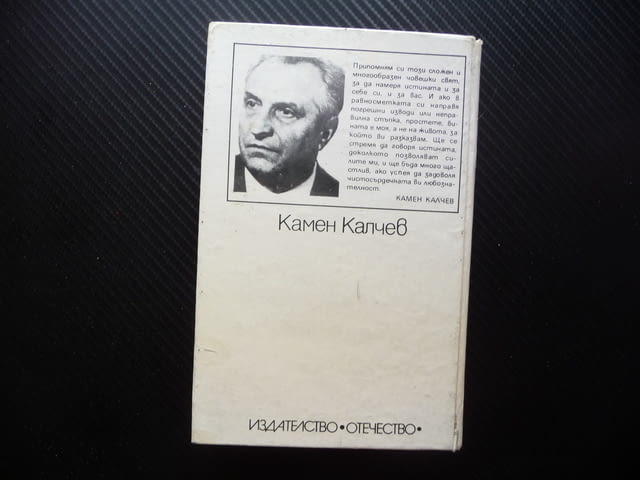 Припомням си този сложен и
многообразен човешки свят,
за да намеря истината и за
себе си, и за вас. И ако в
равносметката си направя
погрешни изводи или непра-
вилна стъпка, простете, ви-
ната е моя, а не на живота, за
който ви разказвам. Ще се
стремя да говоря истината,
доколкото позволяват си-
лите ми, и ще бъда много ща-
стлив, ако успея да задоволя
чистосърдечната ви любозна-
телност.
КАМЕН КАЛЧЕВ
Камен Калчев
ИЗДАТЕЛСТВО•ОТЕЧЕСТВО•